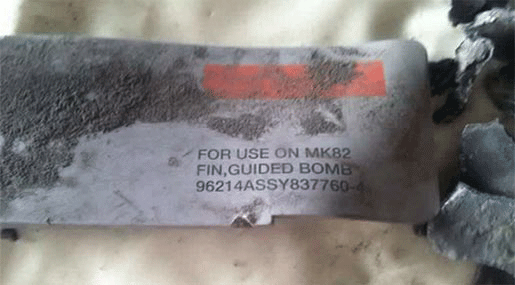 FOR USE ON MK82
FIN,GUIDED BOMB
96214ASSY837760-4